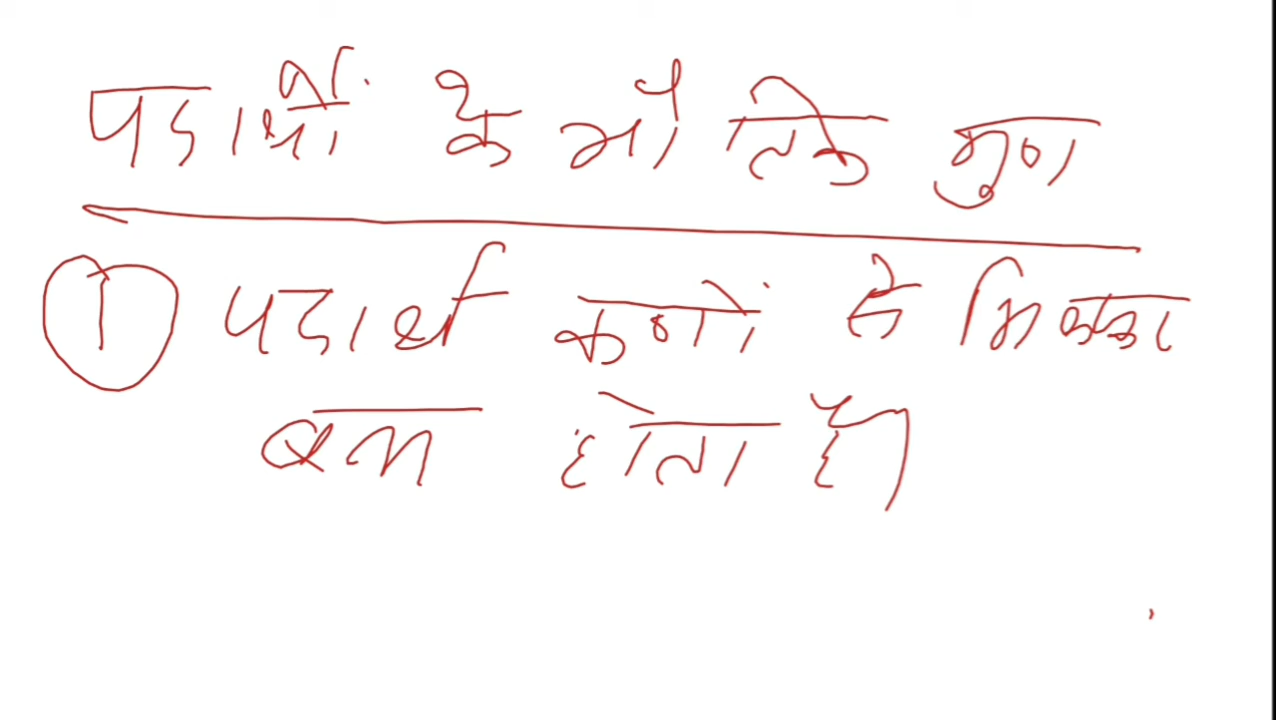 पदार्थों के भौतिक गुण
① पदार्थ कणों से मिलकर
बना होता है।